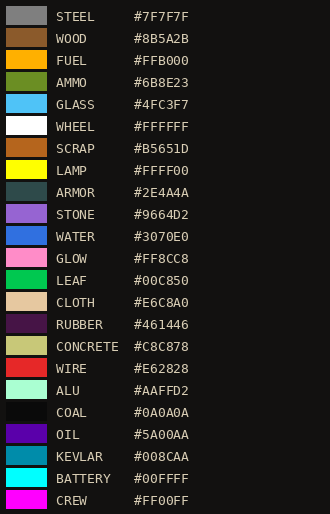 STEEL #7F7F7F
WOOD #8B5A2B
FUEL #FFB000
AMMO #6B8E23
GLASS #4FC3F7
WHEEL #FFFFFF
SCRAP #B5651D
LAMP #FFFF00
ARMOR #2E4A4A
STONE #9664D2
WATER #3070E0
GLOW #FF8CC8
LEAF #00C850
CLOTH #E6C8A0
RUBBER #461446
CONCRETE #C8C878
WIRE #E62828
ALU #AAFFD2
COAL #0A0A0A
OIL #5A00AA
KEVLAR #008CAA
BATTERY #00FFFF
CREW #FF00FF